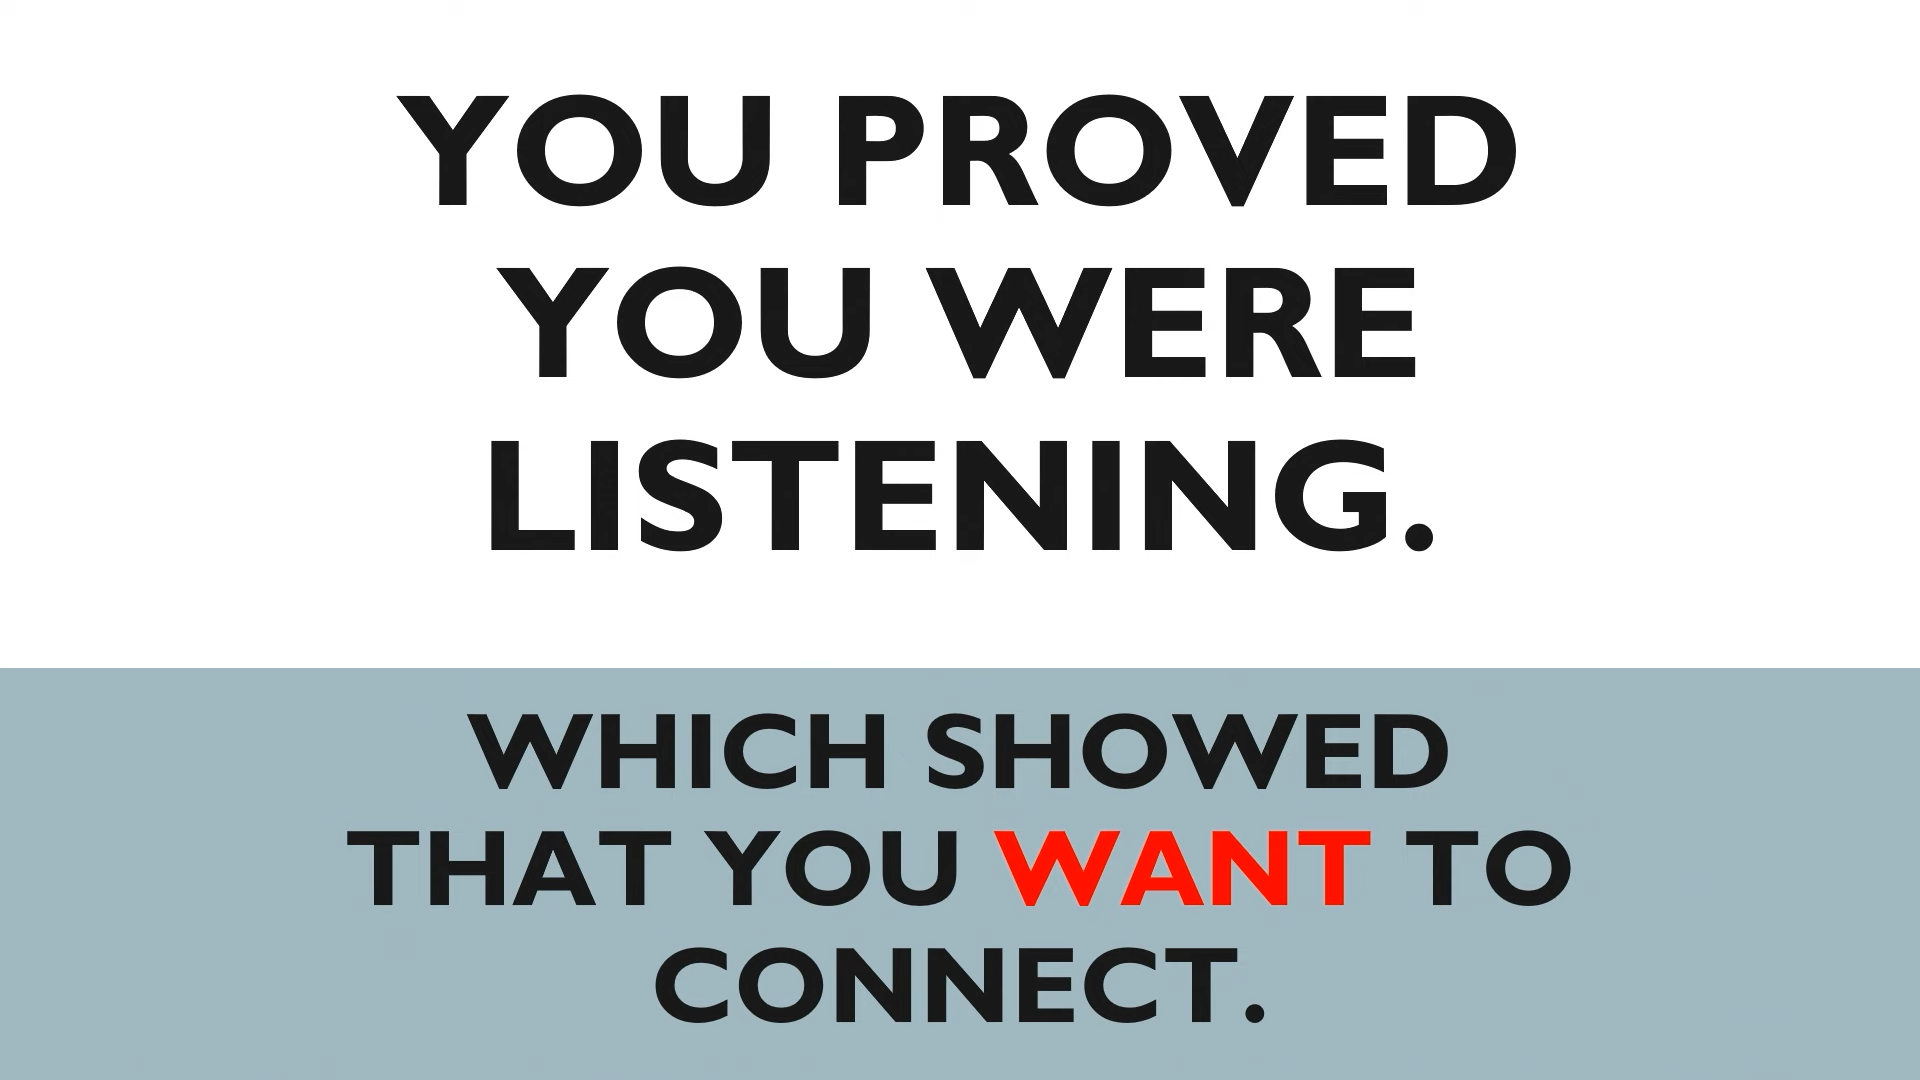 YOU PROVED
YOU WERE
LISTENING.
WHICH SHOWED
THAT YOU WANT TO
CONNECT.